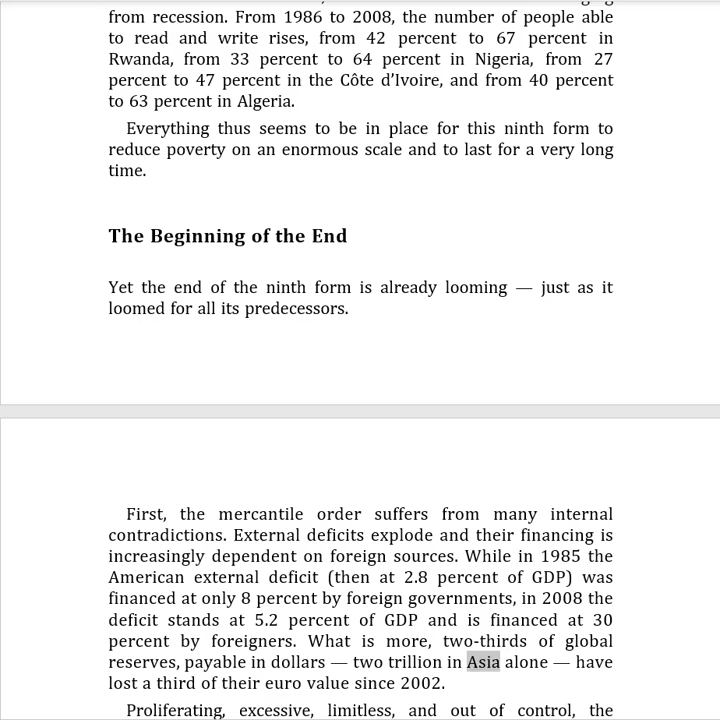 from recession. From 1986 to 2008, the number of people able
to read and write rises, from 42 percent to 67 percent in
Rwanda, from 33 percent to 64 percent in Nigeria, from 27
percent to 47 percent in the Côte d’Ivoire, and from 40 percent
to 63 percent in Algeria.
Everything thus seems to be in place for this ninth form to
reduce poverty on an enormous scale and to last for a very long
time.
The Beginning of the End
Yet the end of the ninth form is already looming — just as it
loomed for all its predecessors.
First, the mercantile order suffers from many internal
contradictions. External deficits explode and their financing is
increasingly dependent on foreign sources. While in 1985 the
American external deficit (then at 2.8 percent of GDP) was
financed at only 8 percent by foreign governments, in 2008 the
deficit stands at 5.2 percent of GDP and is financed at 30
percent by foreigners. What is more, two-thirds of global
reserves, payable in dollars — two trillion in Asia alone — have
lost a third of their euro value since 2002.
Proliferating, excessive, limitless, and out of control, the